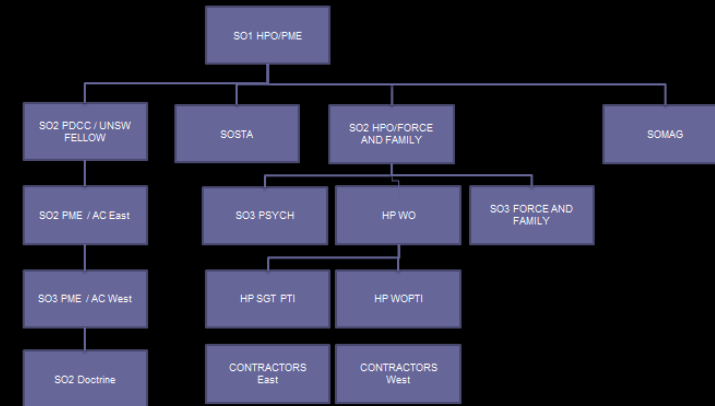 SO1 HPO/PME
SO2 PDCC / UNSW
FELLOW
SOSTA
SO2 HPO/FORCE
AND FAMILY
SOMAG
SO2 PME / AC East
SO3 PSYCH
HP WO
SO3 FORCE AND
FAMILY
SO3 PME / AC West
HP SGT PTI
HP WOPTI
SO2 Doctrine
CONTRACTORS
East
CONTRACTORS
West